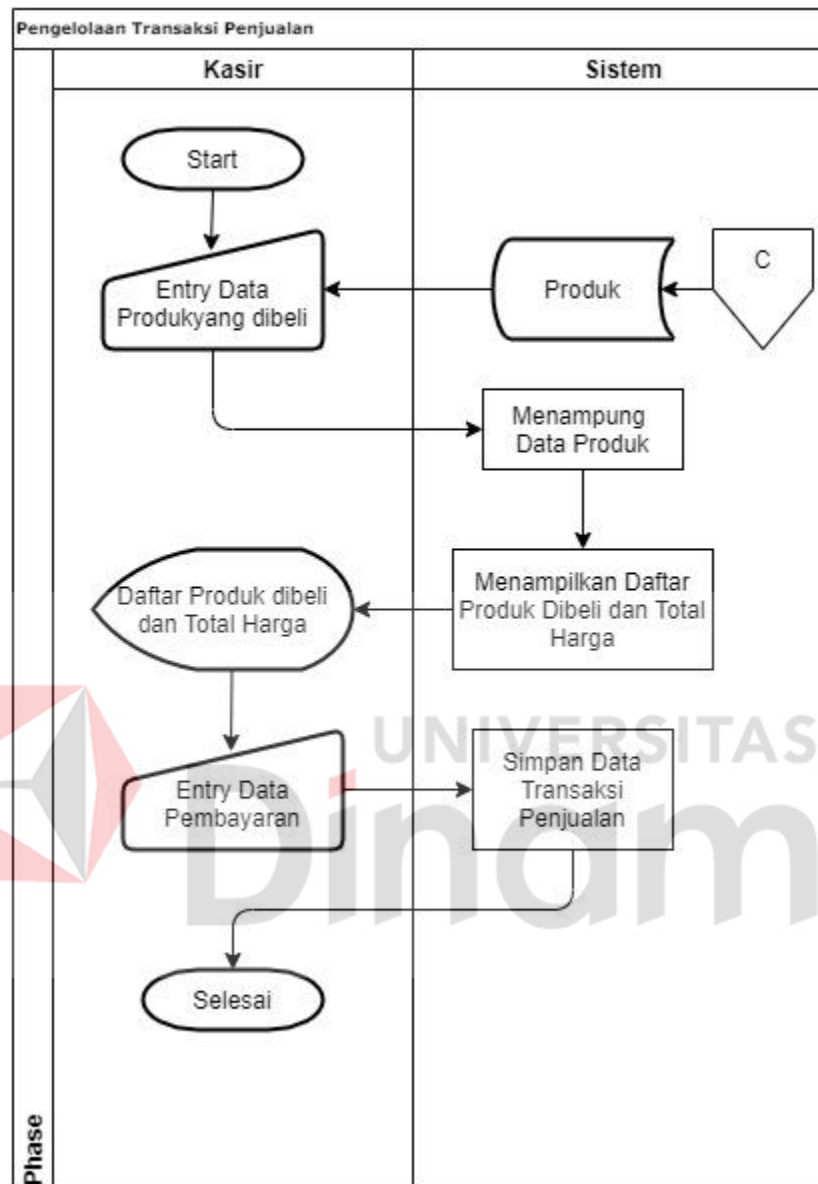 Pengelolaan Transaksi Penjualan
Kasir
Sistem
Start
Entry Data
Produkyang dibeli
Produk
C
Menampung
Data Produk
Menampilkan Daftar
Produk Dibeli dan Total
Harga
Daftar Produk dibeli
dan Total Harga
Entry Data
Pembayaran
Simpan Data
Transaksi
Penjualan
Selesai
Phase
UNIVERSITAS
Dinam